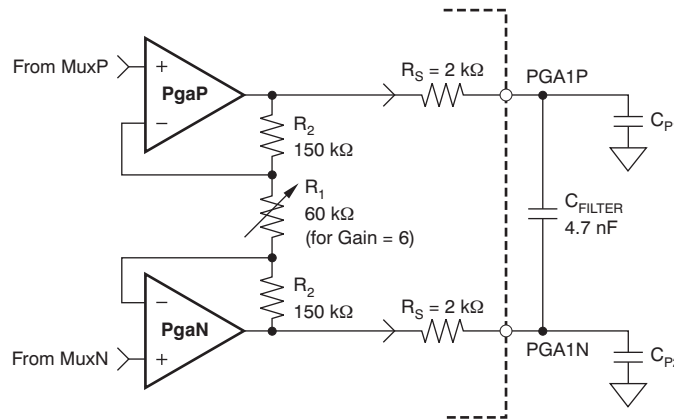 From MuxP
+
PgaP
−
R2
150 kΩ
R1
60 kΩ
(for Gain = 6)
−
PgaN
+
From MuxN
R2
150 kΩ
RS = 2 kΩ
PGA1P
CP
CFILTER
4.7 nF
RS = 2 kΩ
PGA1N